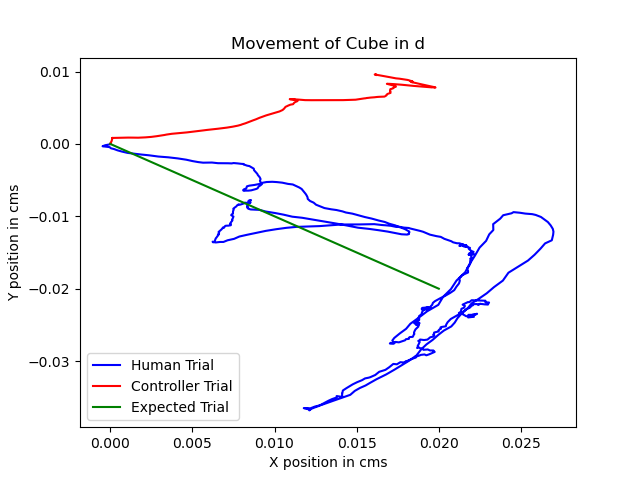 Movement of Cube in d
0.01
0.00
−0.01
−0.02
−0.03
Y position in cms
Human Trial
Controller Trial
Expected Trial
0.000 0.005 0.010 0.015 0.020 0.025
X position in cms